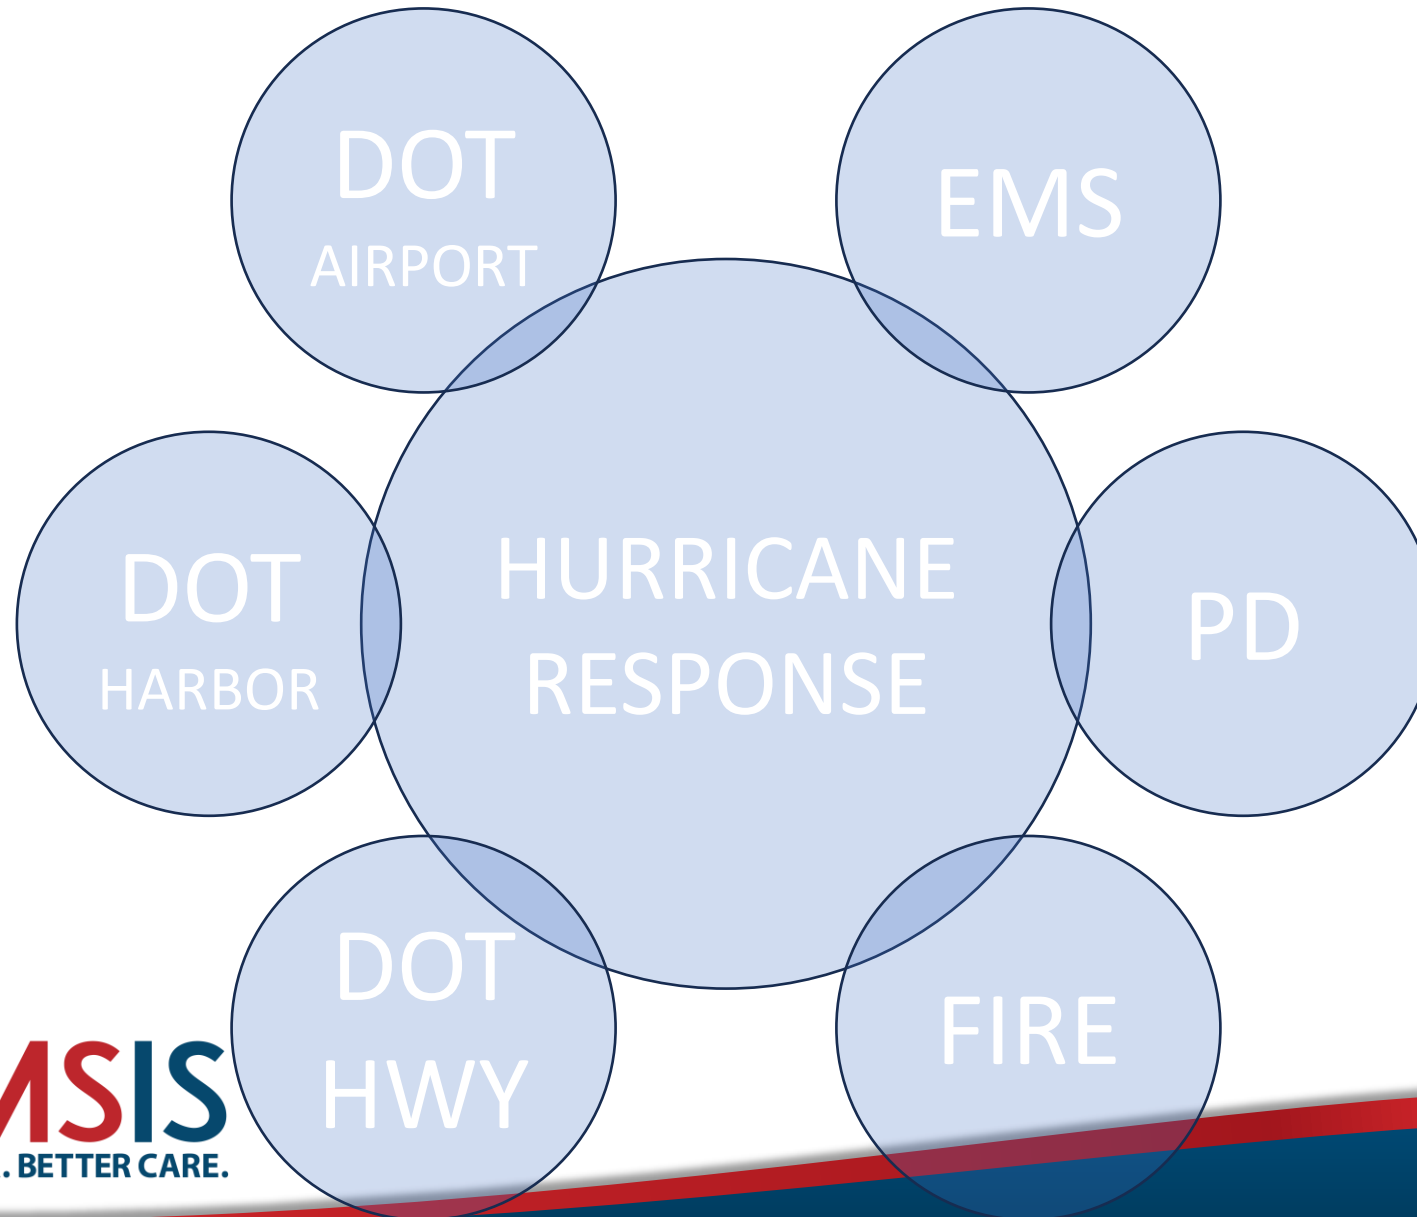 DOT
AIRPORT
EMS
DOT
HARBOR
HURRICANE
RESPONSE
PD
DOT
HWY
FIRE
MSIS
. BETTER CARE.